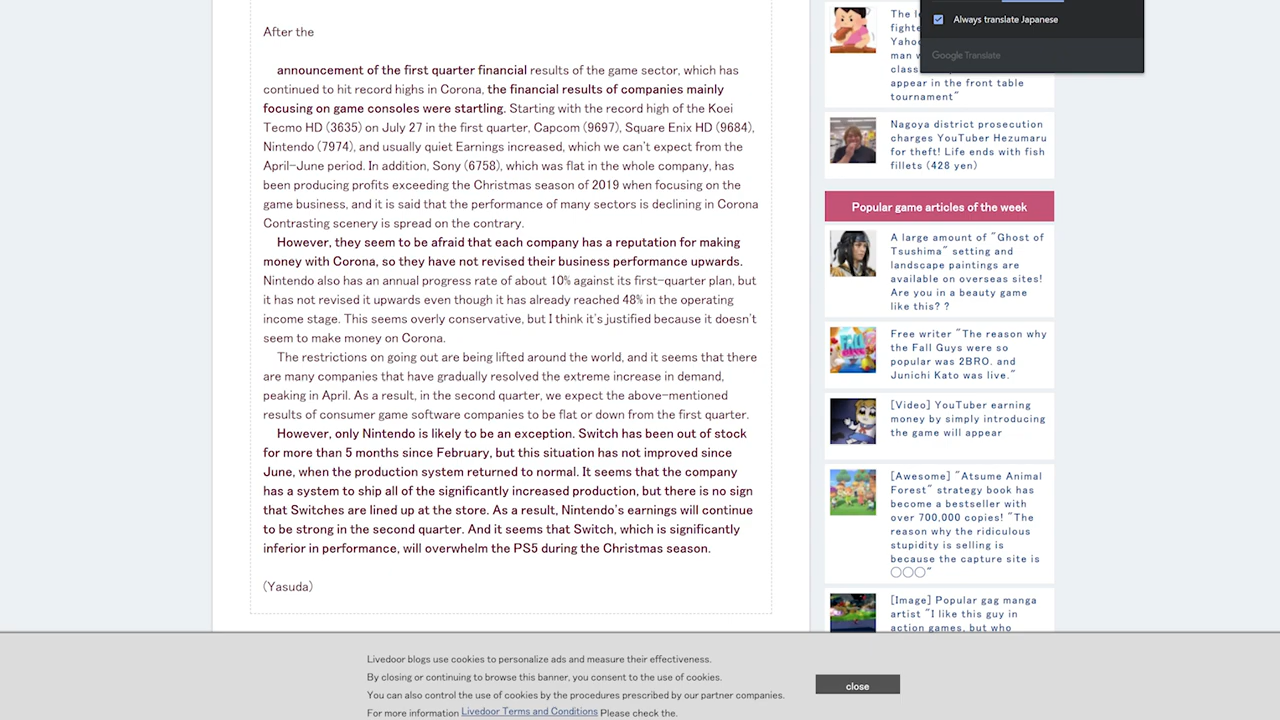 After the
announcement of the first quarter financial results of the game sector, which has
continued to hit record highs in Corona, the financial results of companies mainly
focusing on game consoles were startling. Starting with the record high of the Koei
Tecmo HD (3635) on July 27 in the first quarter, Capcom (9697), Square Enix HD (9684),
Nintendo (7974), and usually quiet Earnings increased, which we can't expect from the
April-June period. In addition, Sony (6758), which was flat in the whole company, has
been producing profits exceeding the Christmas season of 2019 when focusing on the
game business, and it is said that the performance of many sectors is declining in Corona
Contrasting scenery is spread on the contrary.
However, they seem to be afraid that each company has a reputation for making
money with Corona, so they have not revised their business performance upwards.
Nintendo also has an annual progress rate of about 10% against its first-quarter plan, but
it has not revised it upwards even though it has already reached 48% in the operating
income stage. This seems overly conservative, but I think it's justified because it doesn't
seem to make money on Corona.
The restrictions on going out are being lifted around the world, and it seems that there
are many companies that have gradually resolved the extreme increase in demand,
peaking in April. As a result, in the second quarter, we expect the above-mentioned
results of consumer game software companies to be flat or down from the first quarter.
However, only Nintendo is likely to be an exception. Switch has been out of stock
for more than 5 months since February, but this situation has not improved since
June, when the production system returned to normal. It seems that the company
has a system to ship all of the significantly increased production, but there is no sign
that Switches are lined up at the store. As a result, Nintendo's earnings will continue
to be strong in the second quarter. And it seems that Switch, which is significantly
inferior in performance, will overwhelm the PS5 during the Christmas season.
(Yasuda)
The
fighte
Yaho
man w
class
appear in the front table
tournament"
Nagoya district prosecution
charges YouTuber Hezumaru
for theft! Life ends with fish
fillets (428 yen)
Popular game articles of the week
A large amount of "Ghost of
Tsushima" setting and
landscape paintings are
available on overseas sites!
Are you in a beauty game
like this? ?
Free writer "The reason why
the Fall Guys were so
popular was 2BRO. and
Junichi Kato was live."
[Video] YouTuber earning
money by simply introducing
the game will appear
[Awesome] "Atsume Animal
Forest" strategy book has
become a bestseller with
over 700,000 copies! "The
reason why the ridiculous
stupidity is selling is
because the capture site is
〇〇〇"
[Image] Popular gag manga
artist "I like this guy in
action games, but who
Always translate Japanese
Google Translate
Livedoor blogs use cookies to personalize ads and measure their effectiveness.
By closing or continuing to browse this banner, you consent to the use of cookies.
You can also control the use of cookies by the procedures prescribed by our partner companies.
For more information Livedoor Terms and Conditions Please check the.
close